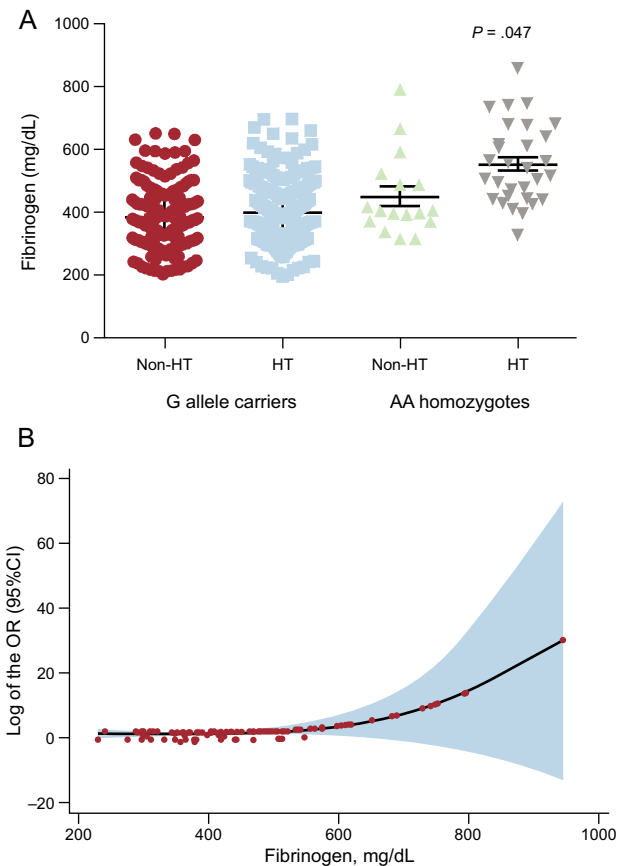 A
P = .047
Fibrinogen (mg/dL)
1000
800
600
400
200
0
Non-HT HT Non-HT HT
G allele carriers AA homozygotes
B
Log of the OR (95%CI)
80
60
40
20
0
–20
200 400 600 800 1000
Fibrinogen, mg/dL